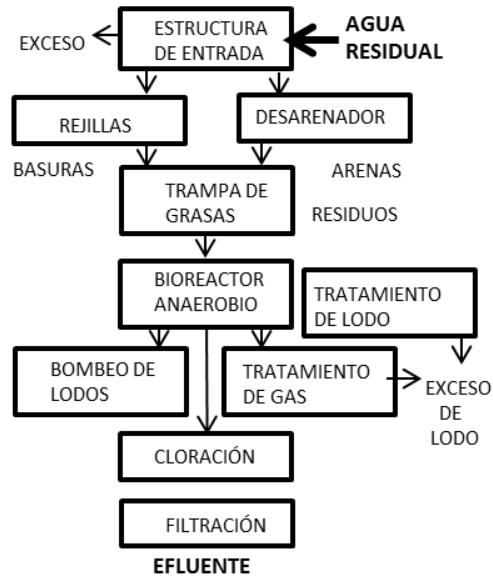 EXCESO
ESTRUCTURA
DE ENTRADA
AGUA
RESIDUAL
REJILLAS
DESARENADOR
BASURAS
ARENAS
TRAMPA DE
GRASAS
RESIDUOS
BIOREACTOR
ANAEROBIO
TRATAMIENTO
DE LODO
BOMBEO DE
LODOS
TRATAMIENTO
DE GAS
EXCESO
DE
LODO
CLORACIÓN
FILTRACIÓN
EFLUENTE